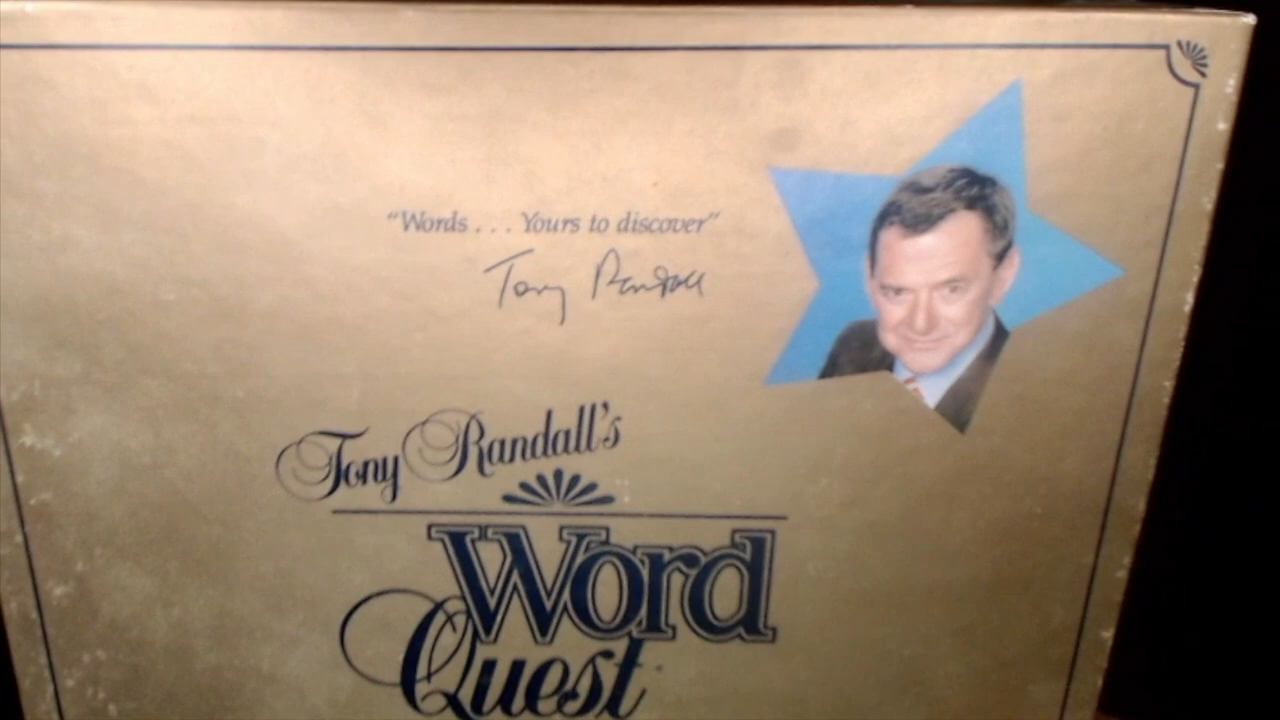 "Words . . . Yours to discover"
Tony Randall
Tony Randall's
Word
Quest